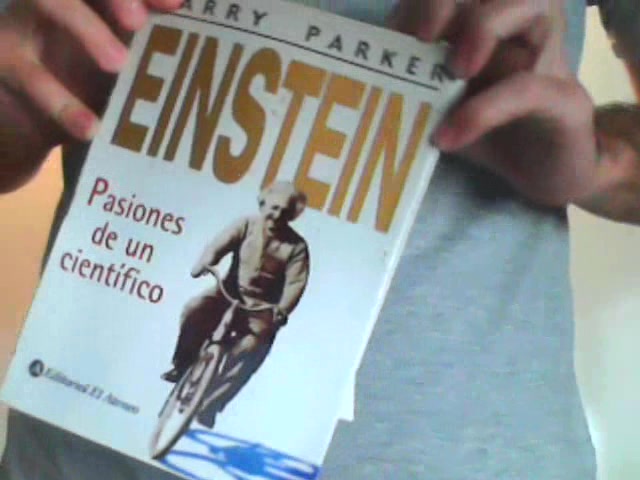 ARRY PARKER
EINSTEIN
Pasiones
de un
científico
Editorial El Ateneo